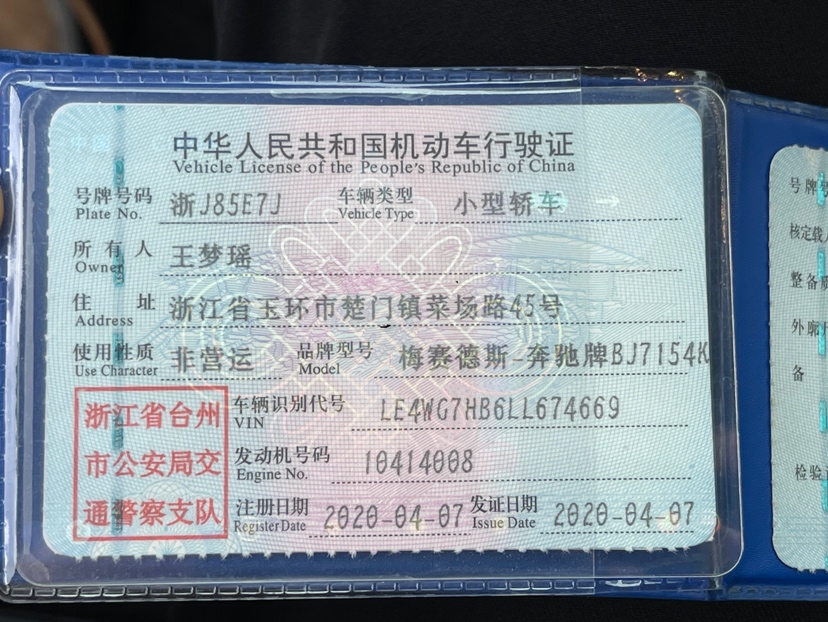 中华人民共和国机动车行驶证
Vehicle License of the People's Republic of China
号牌号码 浙J85E7J 车辆类型 小型轿车
Plate No. Vehicle Type
所有人 王梦瑶
Owner
住址 浙江省玉环市楚门镇菜场路45号
Address
使用性质 非营运 品牌型号 梅赛德斯-奔驰牌BJ7154K
Use Character Model
浙江省台州
市公安局交
通警察支队
车辆识别代号 LE4WG7HB6LL674669
VIN
发动机号码 10414008
Engine No.
注册日期 2020-04-07 发证日期 2020-04-07
Register Date Issue Date
号牌
核定载
整备
外廓
备
检验